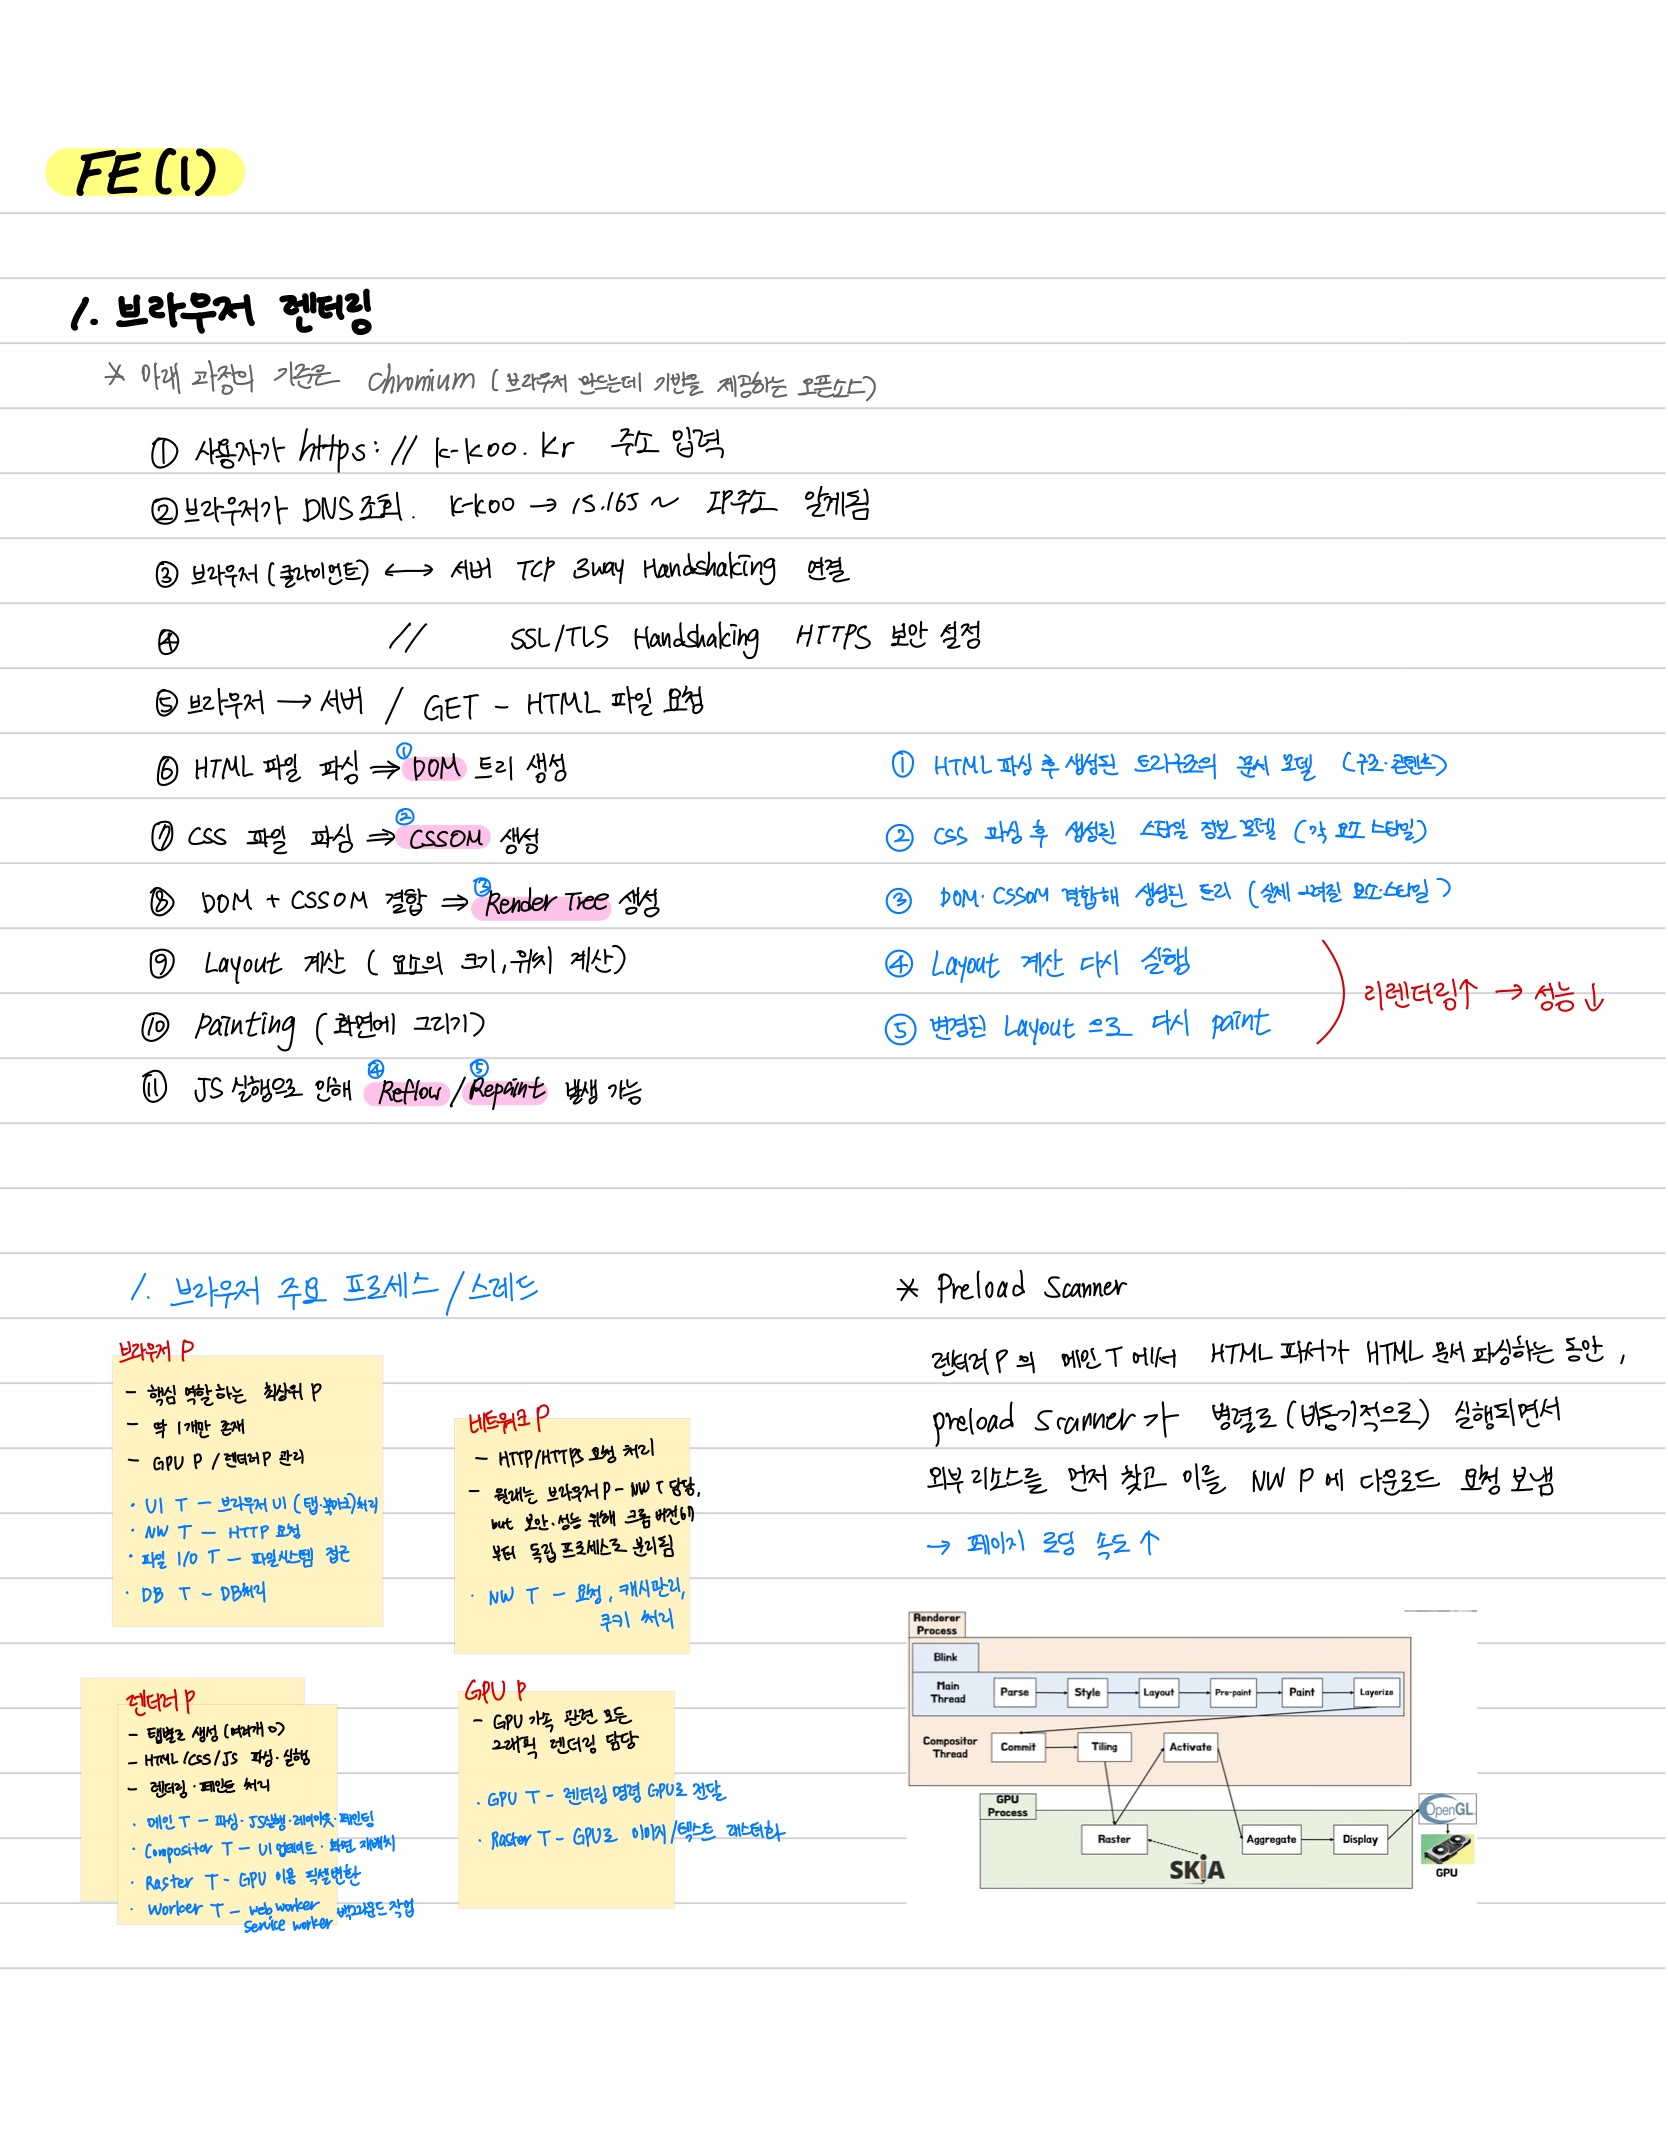 FE(1)
1. 브라우저 렌더링
* 아래 과정의 기준은 Chromium (브라우저 만드는데 기반을 제공하는 오픈소스)
① 사용자가 https://k-koo.kr 주소 입력
② 브라우저가 DNS 조회. k-koo → 15.165 ~ IP주소 알게됨
③ 브라우저(클라이언트) ↔ 서버 TCP 3way Handshaking 연결
④ // SSL/TLS Handshaking HTTPS 보안 설정
⑤ 브라우저 → 서버 / GET - HTML 파일 요청
⑥ HTML 파일 파싱 ⇒ ①DOM 트리 생성
⑦ CSS 파일 파싱 ⇒ ②CSSOM 생성
⑧ DOM + CSSOM 결합 ⇒ ③Render Tree 생성
⑨ Layout 계산 (요소의 크기, 위치 계산)
⑩ Painting (화면에 그리기)
⑪ JS 실행으로 인해 ④Reflow / ⑤Repaint 발생 가능
① HTML 파싱 후 생성된 트리구조의 문서 모델 (구조·콘텐츠)
② CSS 파싱 후 생성된 스타일 정보 모델 (각 요소 스타일)
③ DOM·CSSOM 결합해 생성된 트리 (실제 그려질 요소·스타일)
④ Layout 계산 다시 실행
⑤ 변경된 Layout 으로 다시 paint
리렌더링↑ → 성능↓
1. 브라우저 주요 프로세스/스레드
브라우저 P
- 핵심 역할하는 최상위 P
- 딱 1개만 존재
- GPU P / 렌더러 P 관리
· UI T - 브라우저 UI (탭·북마크)처리
· NW T - HTTP 요청
· 파일 I/O T - 파일시스템 접근
· DB T - DB처리
네트워크 P
- HTTP/HTTPS 요청 처리
- 원래는 브라우저 P - NW T 담당,
but 보안·성능 위해 크롬 버전67
부터 독립 프로세스로 분리됨
· NW T - 요청, 캐시관리,
쿠키 처리
렌더러 P
- 탭별로 생성 (여러개 O)
- HTML/CSS/JS 파싱·실행
- 렌더링·페인트 처리
· 메인 T - 파싱·JS실행·레이아웃·페인팅
· Compositor T - UI 업데이트·화면 재배치
· Raster T - GPU 이용 픽셀변환
· Worker T - web worker 백그라운드 작업
Service worker
GPU P
- GPU 가속 관련 모든
그래픽 렌더링 담당
· GPU T - 렌더링 명령 GPU로 전달
· Raster T - GPU로 이미지/텍스트 래스터화
* Preload Scanner
렌더러 P 의 메인 T 에서 HTML 파서가 HTML 문서 파싱하는 동안,
preload scanner 가 병렬로 (비동기적으로) 실행되면서
외부 리소스를 먼저 찾고 이를 NW P 에 다운로드 요청 보냄
→ 페이지 로딩 속도 ↑
Renderer
Process
Blink
Main
Thread
Parse Style Layout Pre-paint Paint Layerize
Compositor
Thread
Commit Tiling Activate
GPU
Process
Raster Aggregate Display
SKiA
OpenGL
GPU